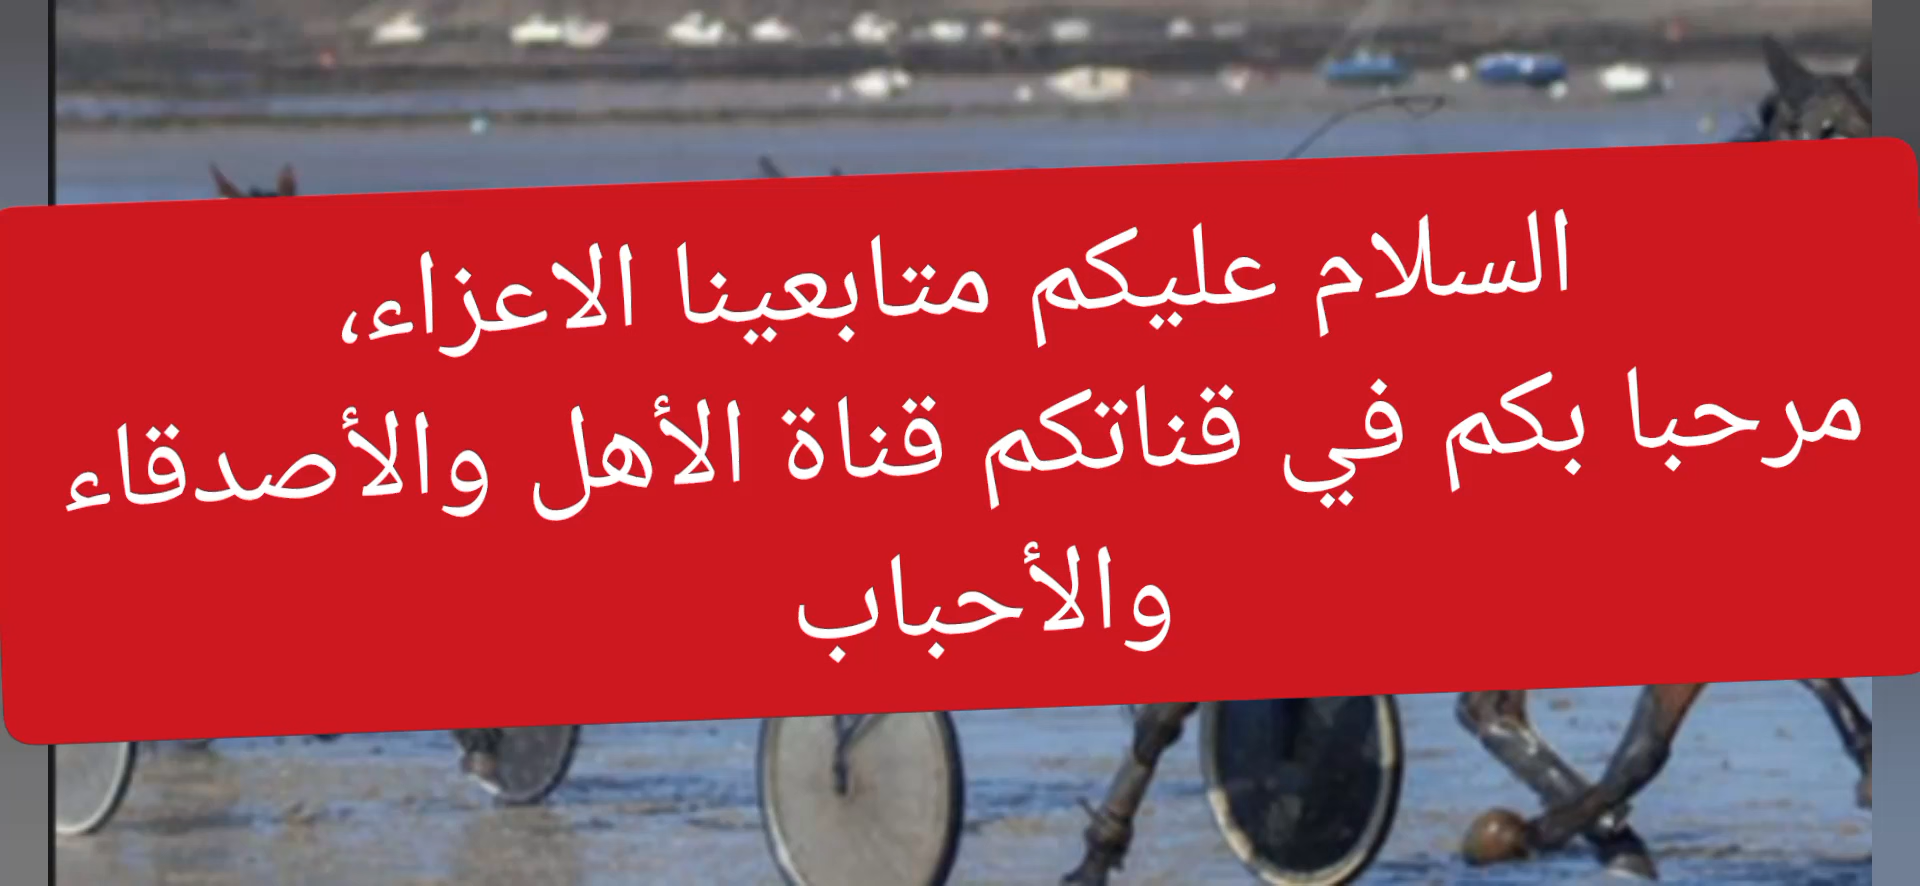 السلام عليكم متابعينا الاعزاء،
مرحبا بكم في قناتكم قناة الأهل والأصدقاء
والأحباب